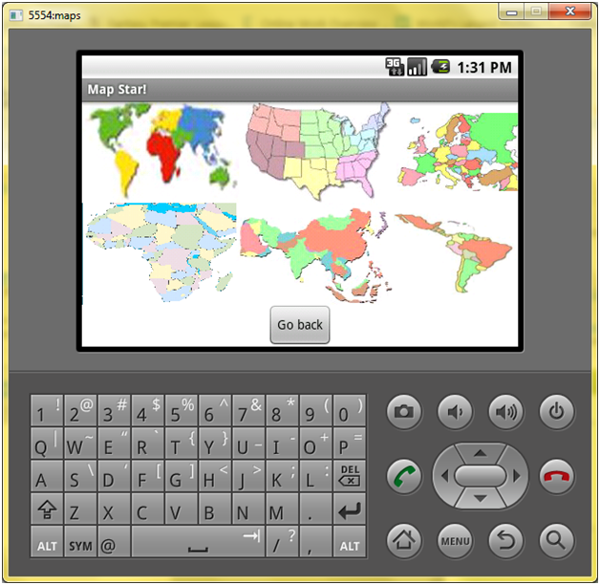 5554:maps
3G 1:31 PM
Map Star!
Go back
1 ! 2 @ 3 # 4 $ 5 % 6 ^ 7 & 8 * 9 ( 0 )
Q | W ~ E " R ` T { Y } U _ I - O + P =
A S \ D ' F [ G ] H < J > K ; L : DEL
Z X C V B N M .
ALT SYM @ / ? , ALT
MENU